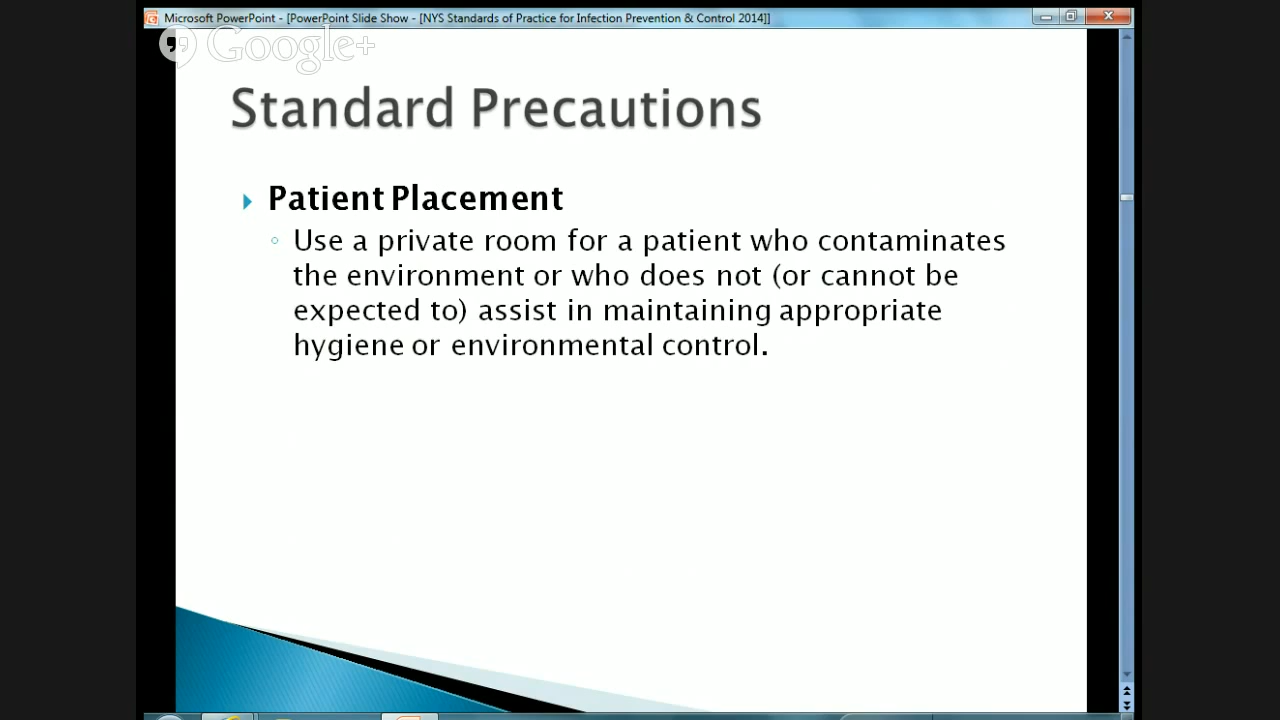 Microsoft PowerPoint - [PowerPoint Slide Show - [NYS Standards of Practice for Infection Prevention & Control 2014]]
Google+
Standard Precautions
Patient Placement
Use a private room for a patient who contaminates
the environment or who does not (or cannot be
expected to) assist in maintaining appropriate
hygiene or environmental control.